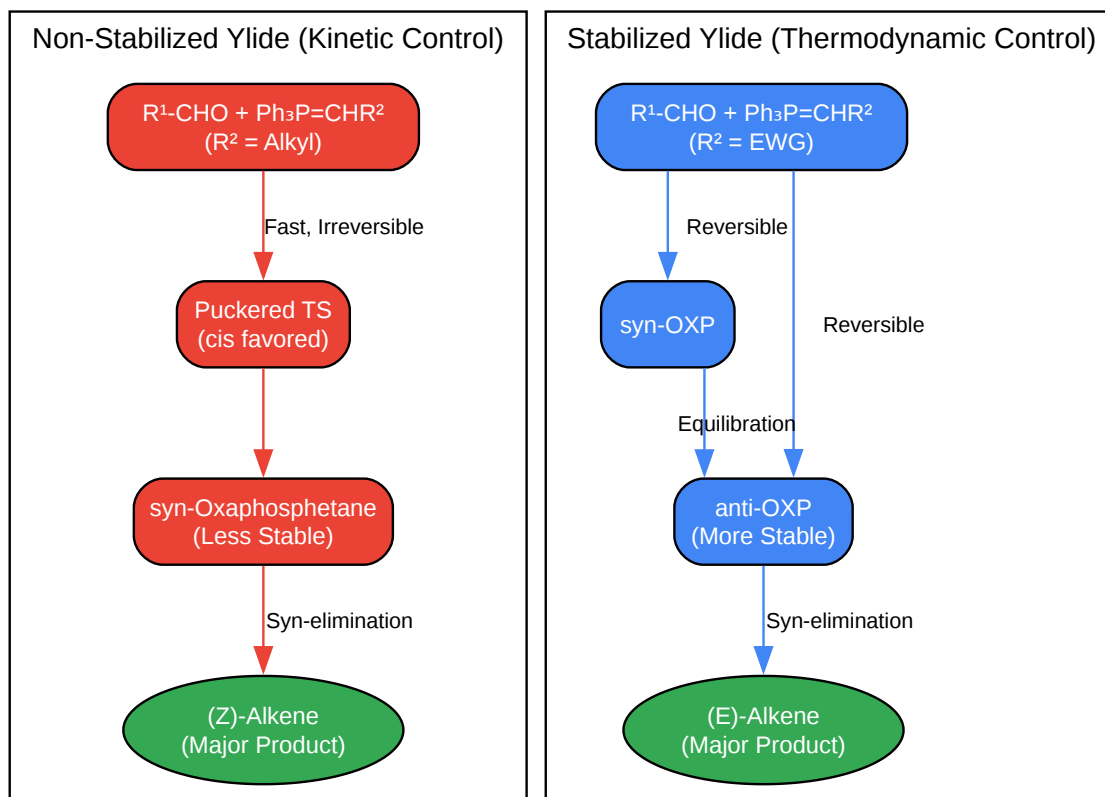 Non-Stabilized Ylide (Kinetic Control)
R¹-CHO + Ph₃P=CHR²
(R² = Alkyl)
Fast, Irreversible
Puckered TS
(cis favored)
syn-Oxaphosphetane
(Less Stable)
Syn-elimination
(Z)-Alkene
(Major Product)
Stabilized Ylide (Thermodynamic Control)
R¹-CHO + Ph₃P=CHR²
(R² = EWG)
Reversible
syn-OXP
Reversible
Equilibration
anti-OXP
(More Stable)
Syn-elimination
(E)-Alkene
(Major Product)